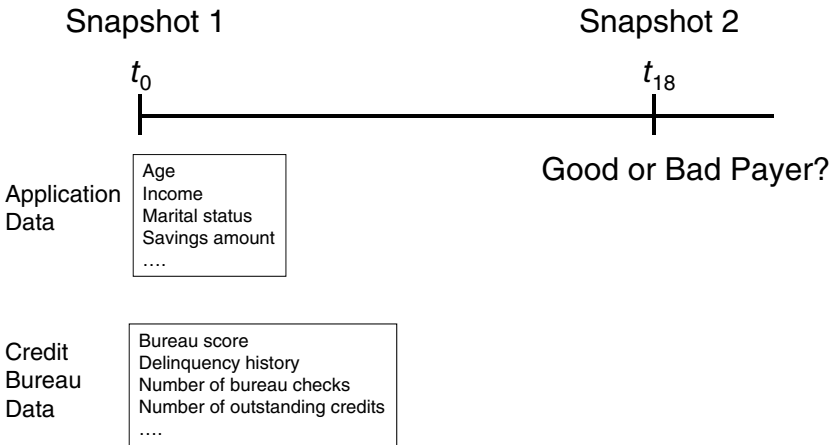 Snapshot 1
Snapshot 2
t0
t18
Good or Bad Payer?
Application
Data
Age
Income
Marital status
Savings amount
....
Credit
Bureau
Data
Bureau score
Delinquency history
Number of bureau checks
Number of outstanding credits
....